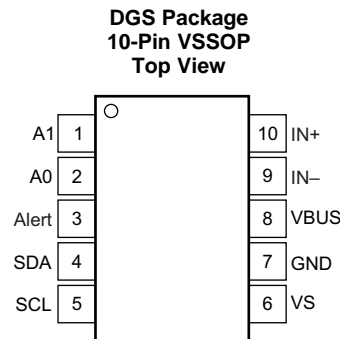 DGS Package
10-Pin VSSOP
Top View
A1 1 10 IN+
A0 2 9 IN–
Alert 3 8 VBUS
SDA 4 7 GND
SCL 5 6 VS